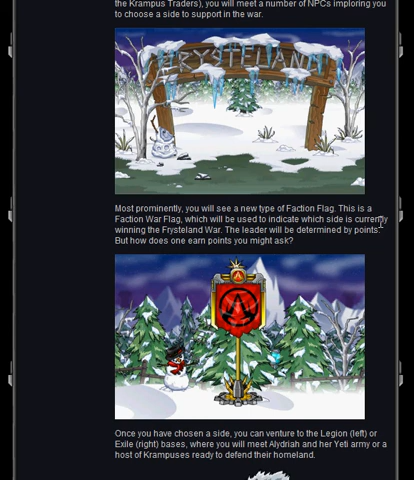 the Krampus Traders), you will meet a number of NPCs imploring you
to choose a side to support in the war.
FRYSTELAND
Most prominently, you will see a new type of Faction Flag. This is a
Faction War Flag, which will be used to indicate which side is currently
winning the Frysteland War. The leader will be determined by points.
But how does one earn points you might ask?
Once you have chosen a side, you can venture to the Legion (left) or
Exile (right) bases, where you will meet Alydriah and her Yeti army or a
host of Krampuses ready to defend their homeland.